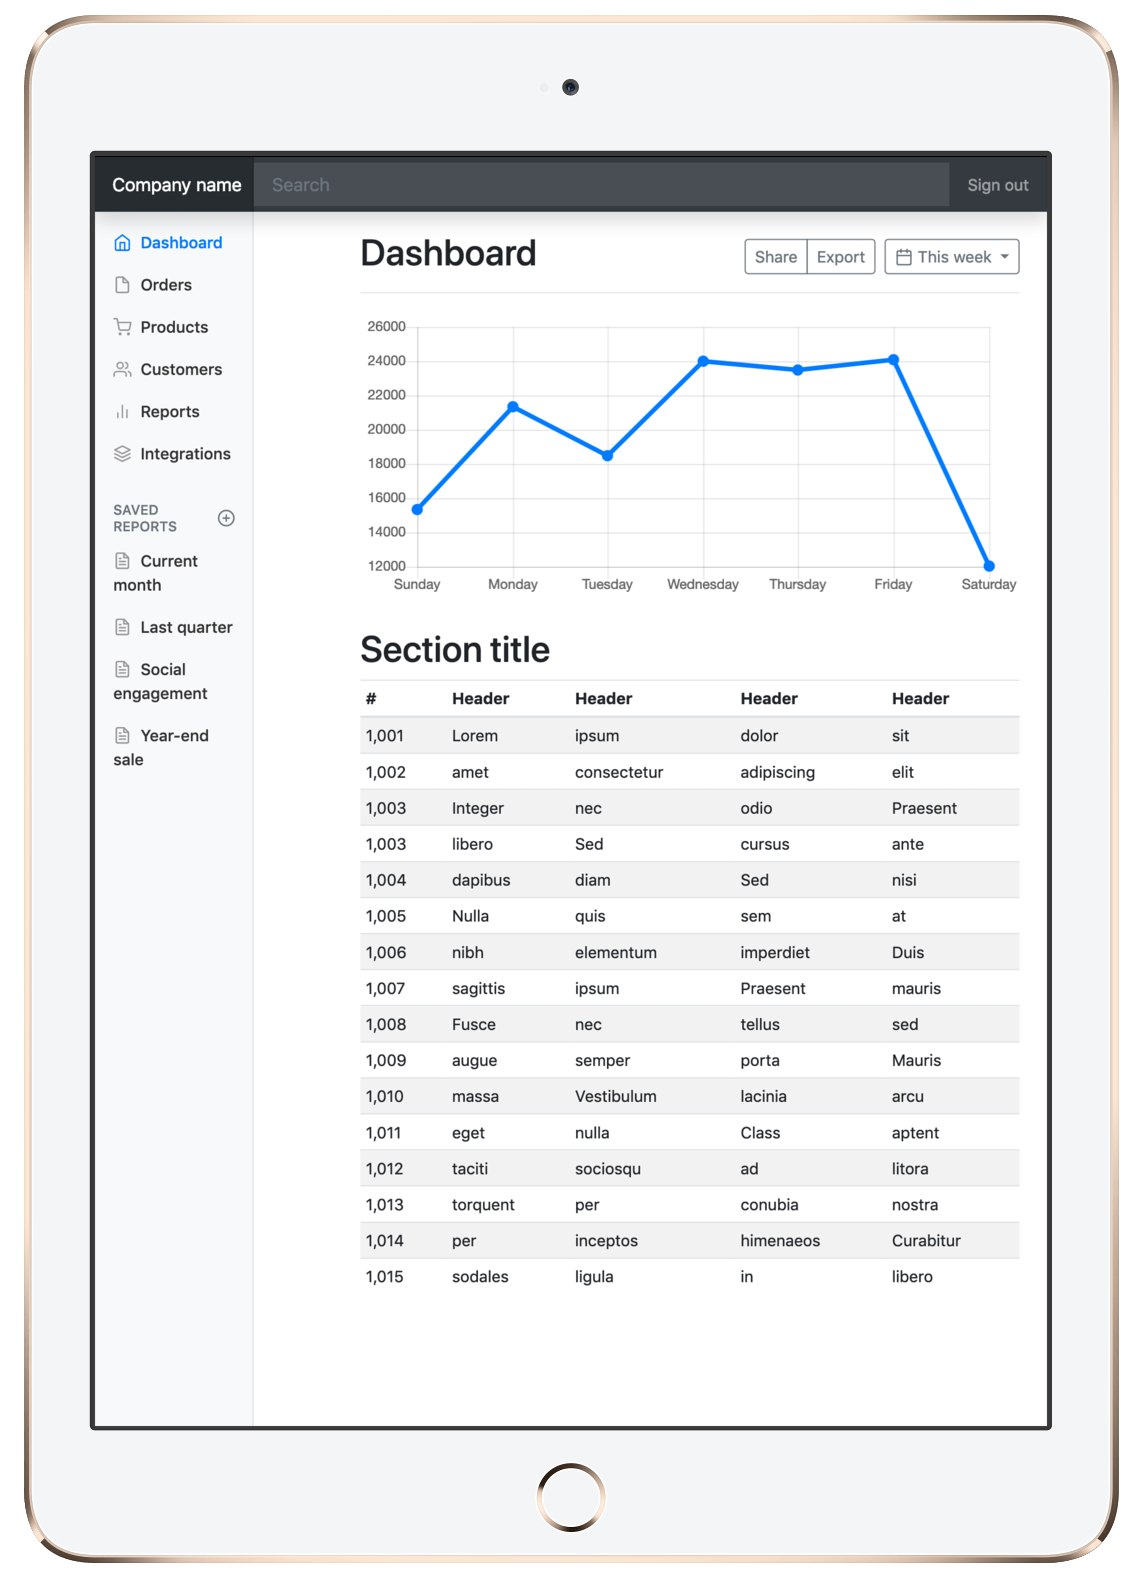 Company name Search Sign out
Dashboard
Orders
Products
Customers
Reports
Integrations
SAVED
REPORTS
Current
month
Last quarter
Social
engagement
Year-end
sale
Dashboard
Share Export This week
26000
24000
22000
20000
18000
16000
14000
12000
Sunday Monday Tuesday Wednesday Thursday Friday Saturday
Section title
# Header Header Header Header
1,001 Lorem ipsum dolor sit
1,002 amet consectetur adipiscing elit
1,003 Integer nec odio Praesent
1,003 libero Sed cursus ante
1,004 dapibus diam Sed nisi
1,005 Nulla quis sem at
1,006 nibh elementum imperdiet Duis
1,007 sagittis ipsum Praesent mauris
1,008 Fusce nec tellus sed
1,009 augue semper porta Mauris
1,010 massa Vestibulum lacinia arcu
1,011 eget nulla Class aptent
1,012 taciti sociosqu ad litora
1,013 torquent per conubia nostra
1,014 per inceptos himenaeos Curabitur
1,015 sodales ligula in libero